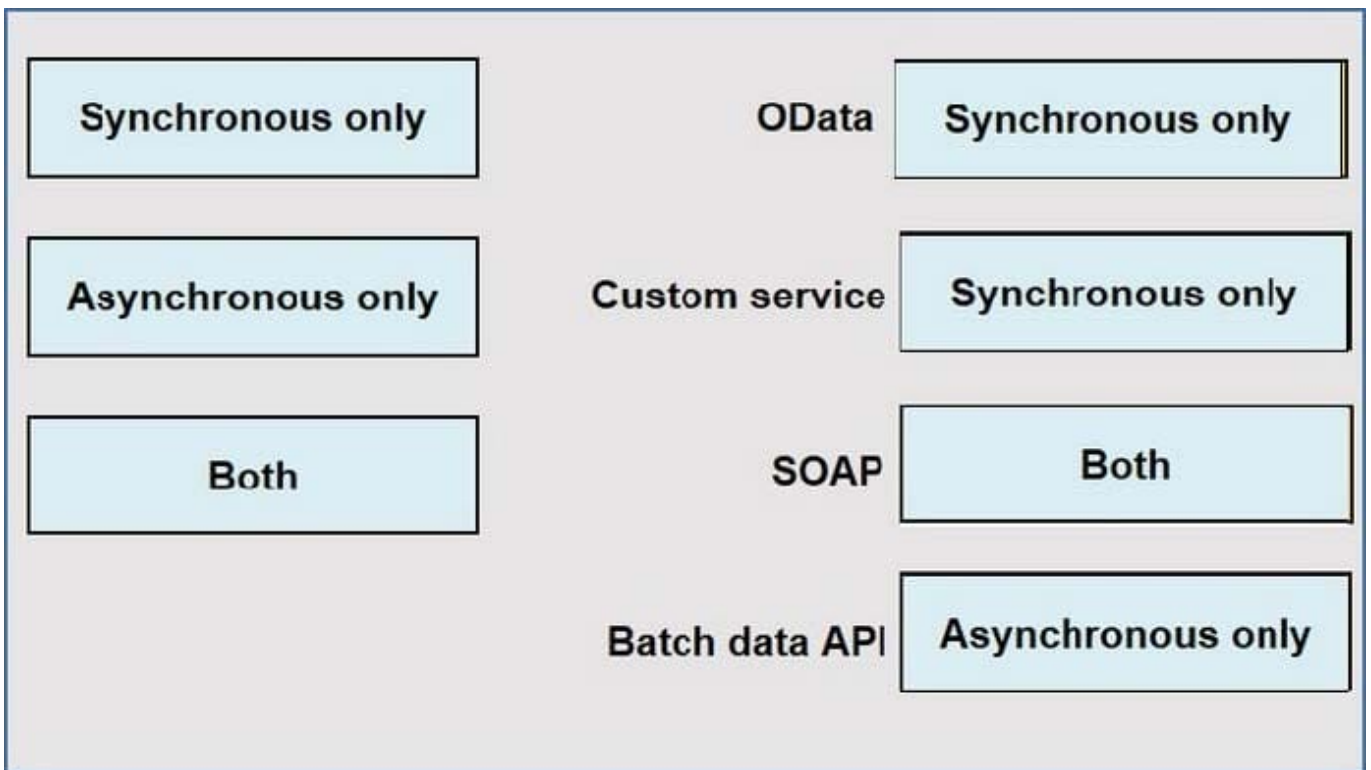 Synchronous only
OData
Synchronous only
Asynchronous only
Custom service
Synchronous only
Both
SOAP
Both
Batch data API
Asynchronous only